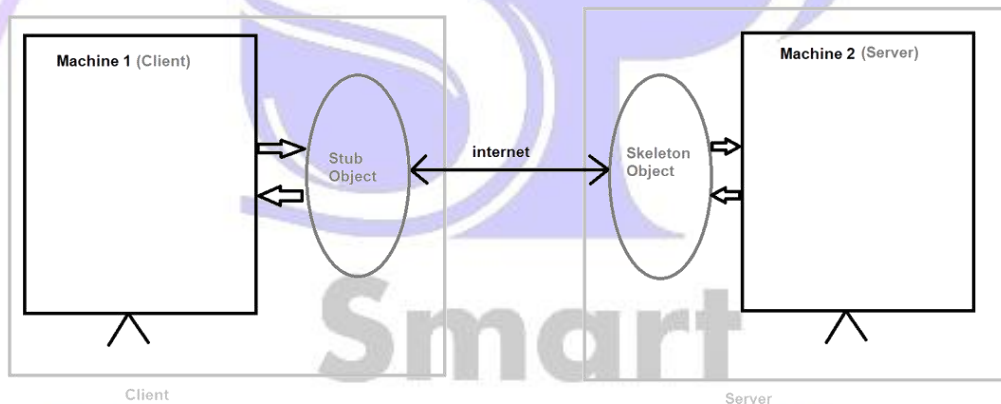 Machine 1 (Client)
Machine 2 (Server)
Stub
Object
internet
Skeleton
Object
Smart
Client
Server